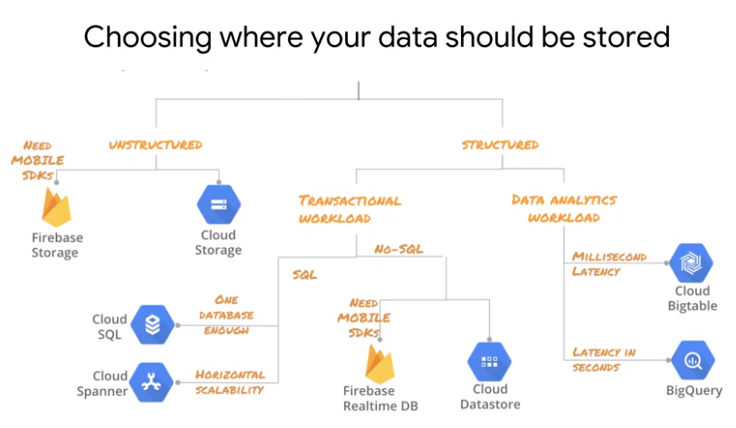 Choosing where your data should be stored
UNSTRUCTURED
STRUCTURED
NEED
MOBILE
SDKS
Firebase
Storage
Cloud
Storage
TRANSACTIONAL
WORKLOAD
DATA ANALYTICS
WORKLOAD
SQL
NO-SQL
ONE
DATABASE
ENOUGH
Cloud
SQL
HORIZONTAL
SCALABILITY
Cloud
Spanner
NEED
MOBILE
SDKS
Firebase
Realtime DB
Cloud
Datastore
MILLISECOND
LATENCY
Cloud
Bigtable
LATENCY IN
SECONDS
BigQuery